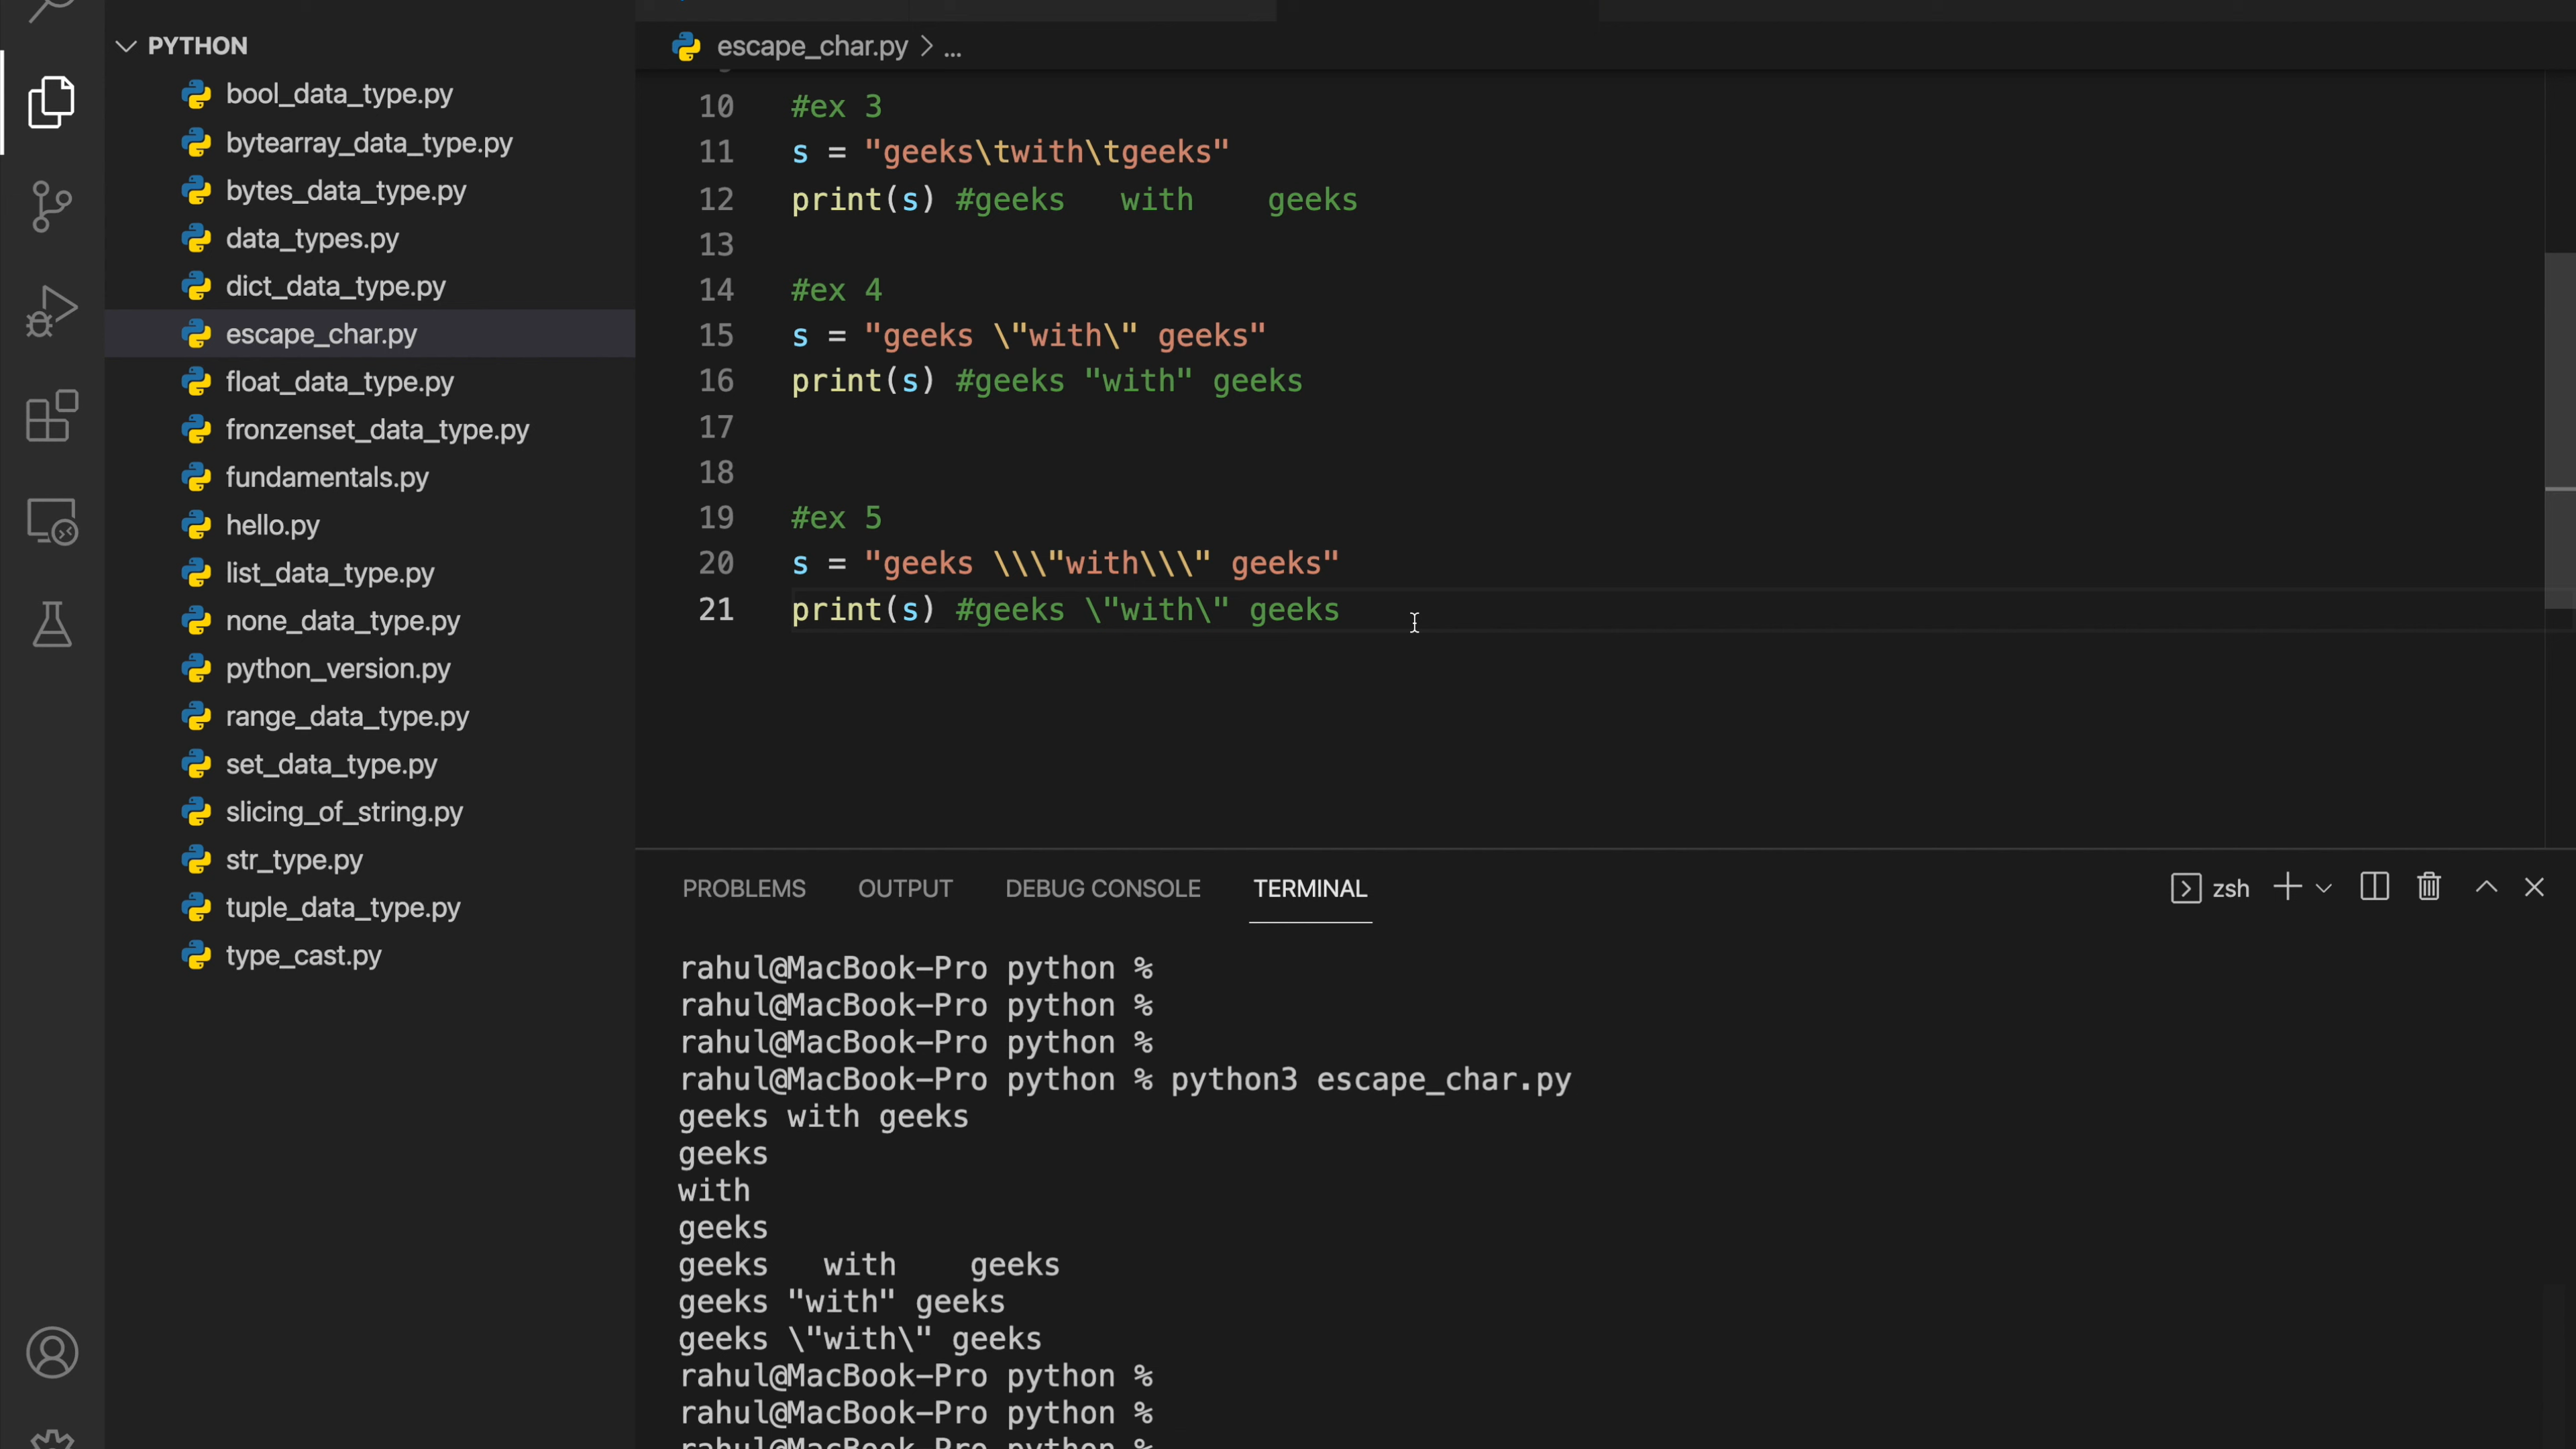 PYTHON
bool_data_type.py
bytearray_data_type.py
bytes_data_type.py
data_types.py
dict_data_type.py
escape_char.py
float_data_type.py
fronzenset_data_type.py
fundamentals.py
hello.py
list_data_type.py
none_data_type.py
python_version.py
range_data_type.py
set_data_type.py
slicing_of_string.py
str_type.py
tuple_data_type.py
type_cast.py
escape_char.py > ...
10 #ex 3
11 s = "geeks\twith\tgeeks"
12 print(s) #geeks   with    geeks
13
14 #ex 4
15 s = "geeks \"with\" geeks"
16 print(s) #geeks "with" geeks
17
18
19 #ex 5
20 s = "geeks \\\"with\\\" geeks"
21 print(s) #geeks \"with\" geeks
PROBLEMS OUTPUT DEBUG CONSOLE TERMINAL zsh
rahul@MacBook-Pro python %
rahul@MacBook-Pro python %
rahul@MacBook-Pro python %
rahul@MacBook-Pro python % python3 escape_char.py
geeks with geeks
geeks
with
geeks
geeks   with    geeks
geeks "with" geeks
geeks \"with\" geeks
rahul@MacBook-Pro python %
rahul@MacBook-Pro python %
rahul@MacBook-Pro python %